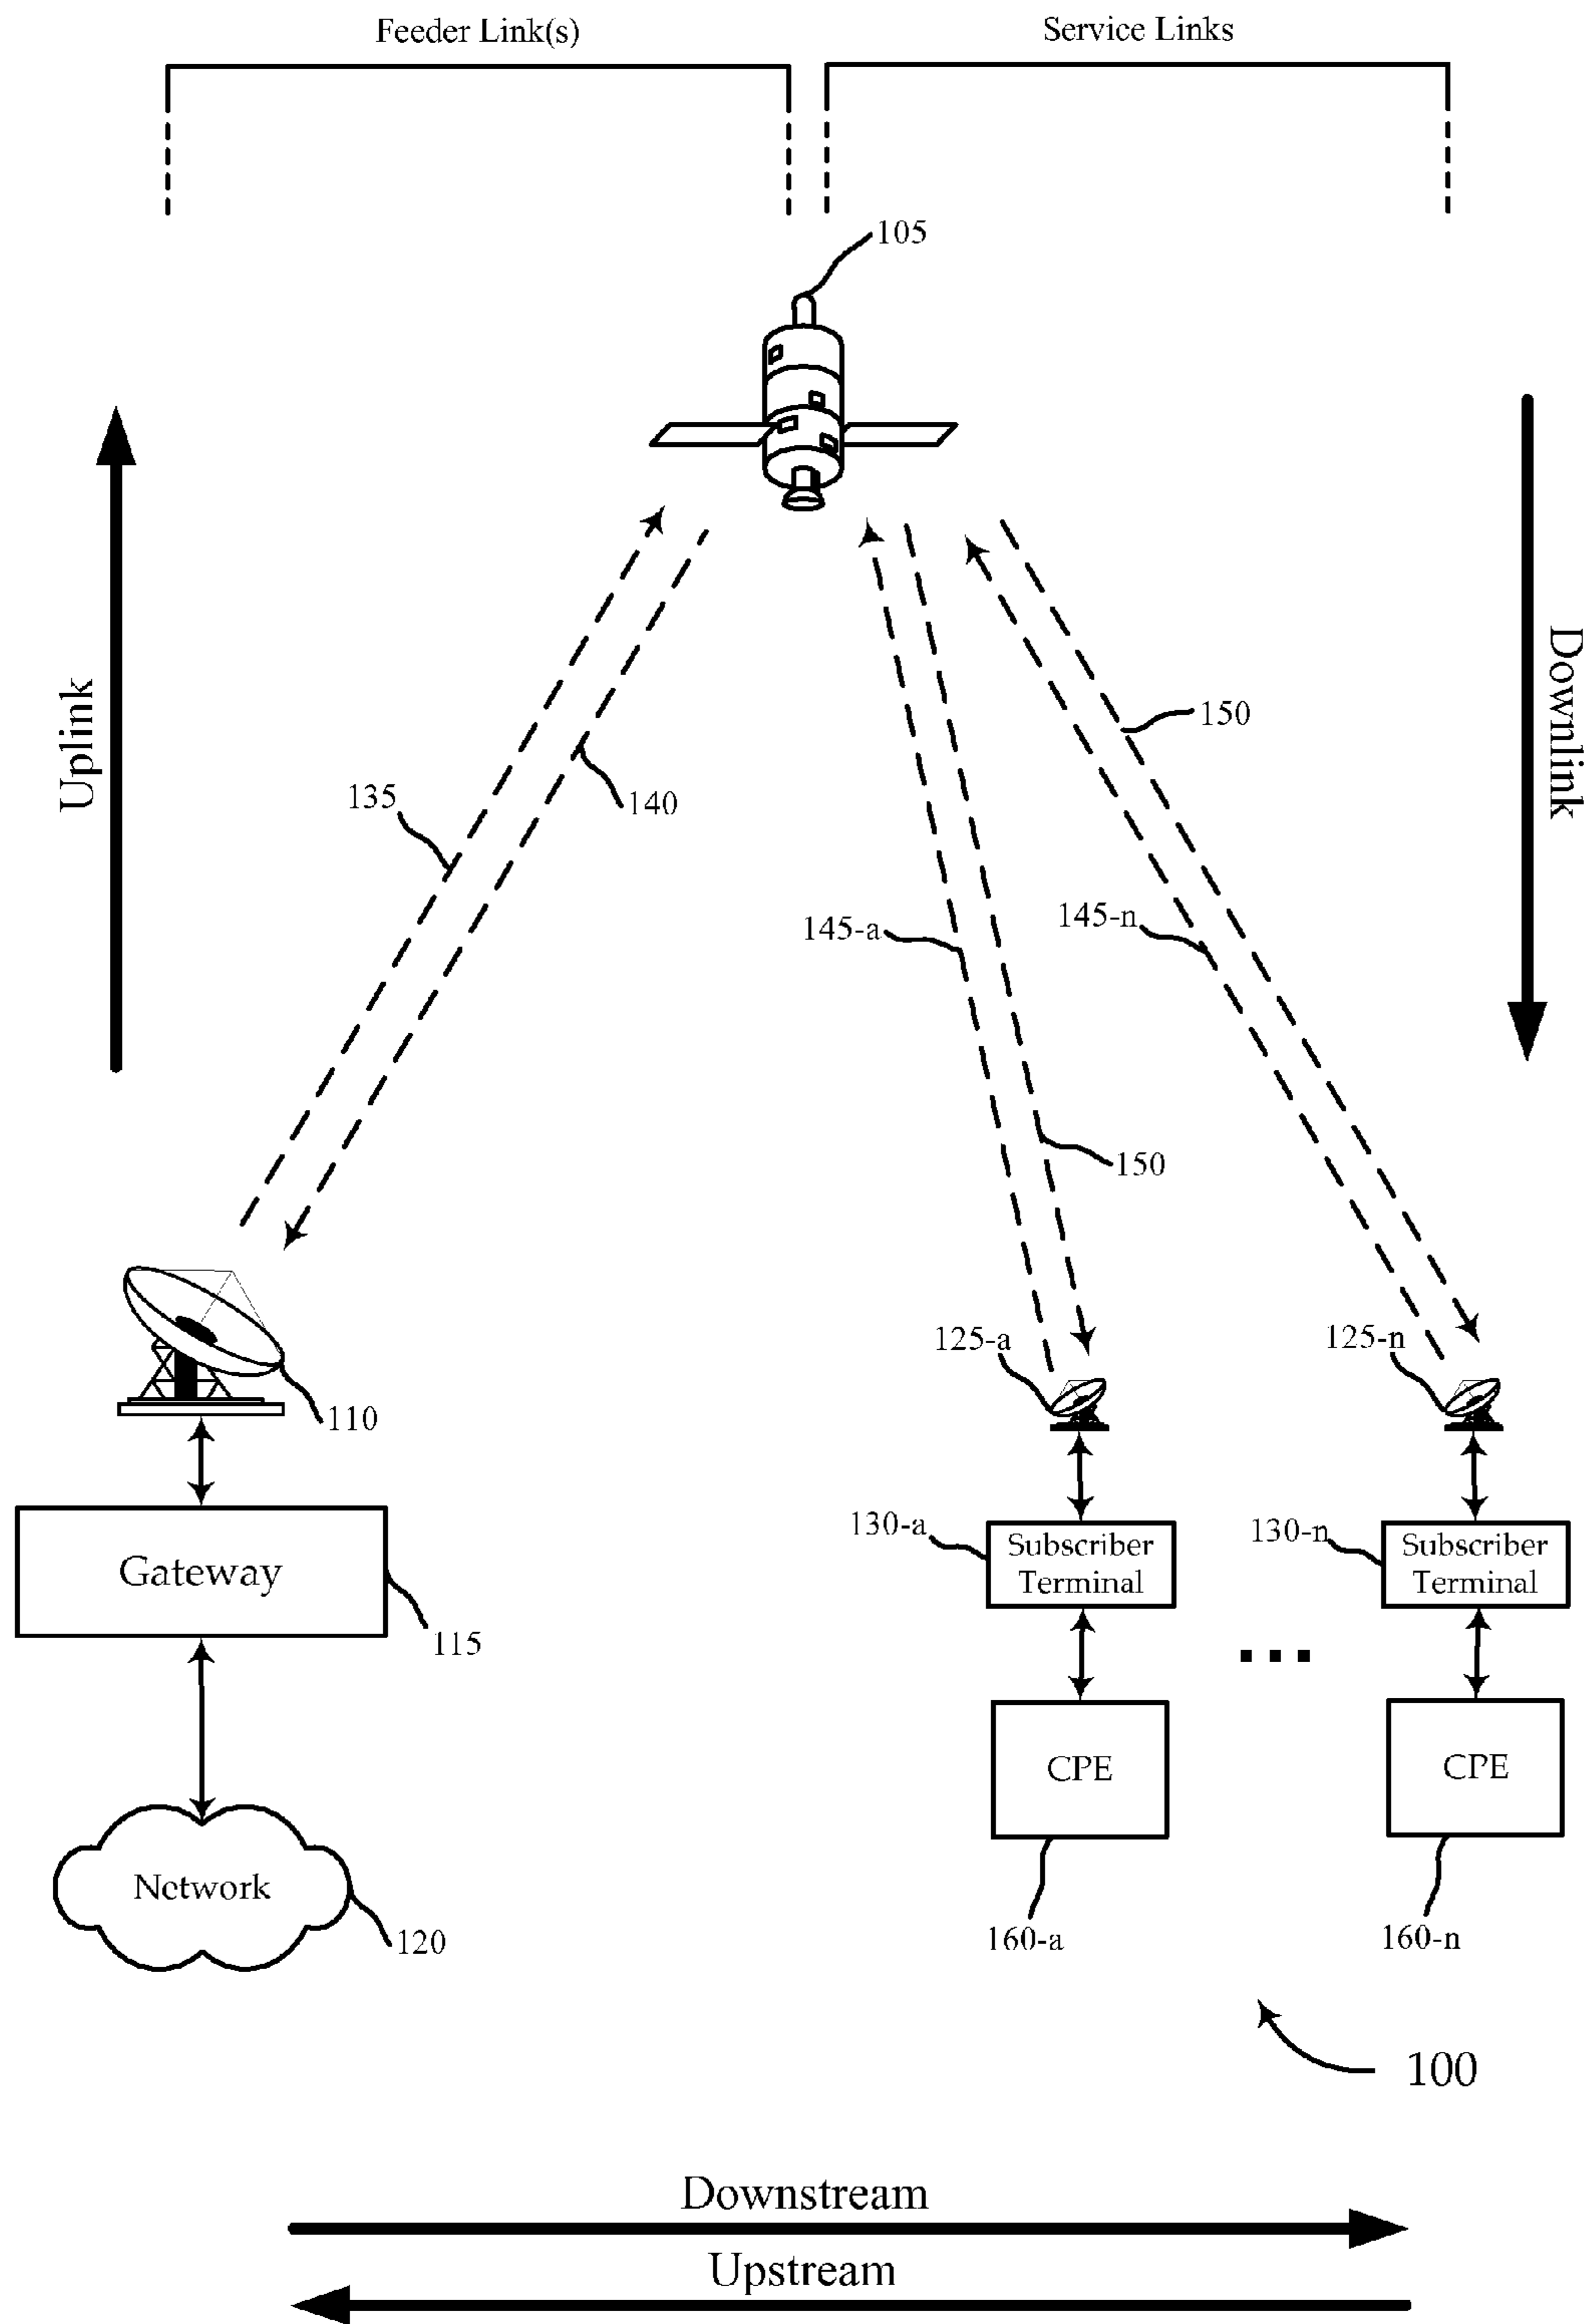 Feeder Link(s)
Service Links
105
Uplink
Downlink
150
135
140
145-a
145-n
150
125-a
125-n
110
130-a
Subscriber
Terminal
130-n
Subscriber
Terminal
Gateway
115
CPE
CPE
Network
120
160-a
160-n
100
Downstream
Upstream